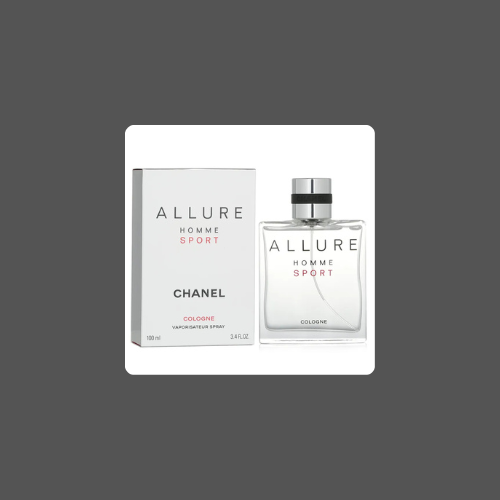 ALLURE
HOMME
SPORT
CHANEL
COLOGNE
VAPORISATEUR SPRAY
100 ml 3.4 FL.OZ.
ALLURE
HOMME
SPORT
COLOGNE